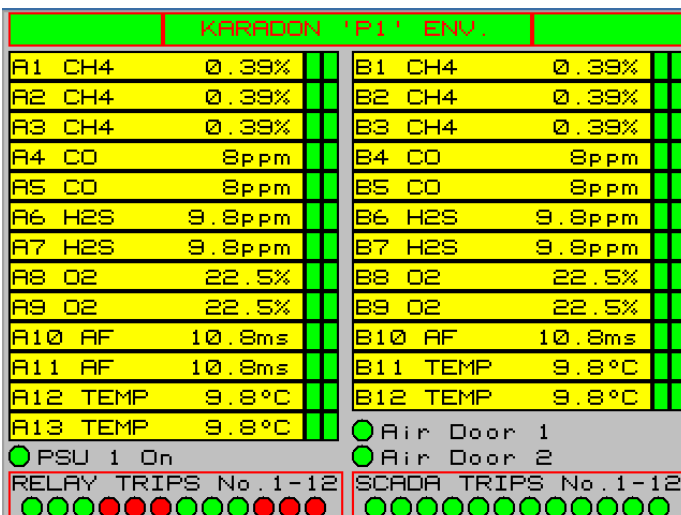 KARADON 'P1' ENV.
A1 CH4 0.39%
A2 CH4 0.39%
A3 CH4 0.39%
A4 CO 8ppm
A5 CO 8ppm
A6 H2S 9.8ppm
A7 H2S 9.8ppm
A8 O2 22.5%
A9 O2 22.5%
A10 AF 10.8ms
A11 AF 10.8ms
A12 TEMP 9.8°C
A13 TEMP 9.8°C
PSU 1 On
RELAY TRIPS No.1-12
B1 CH4 0.39%
B2 CH4 0.39%
B3 CH4 0.39%
B4 CO 8ppm
B5 CO 8ppm
B6 H2S 9.8ppm
B7 H2S 9.8ppm
B8 O2 22.5%
B9 O2 22.5%
B10 AF 10.8ms
B11 TEMP 9.8°C
B12 TEMP 9.8°C
Air Door 1
Air Door 2
SCADA TRIPS No.1-12